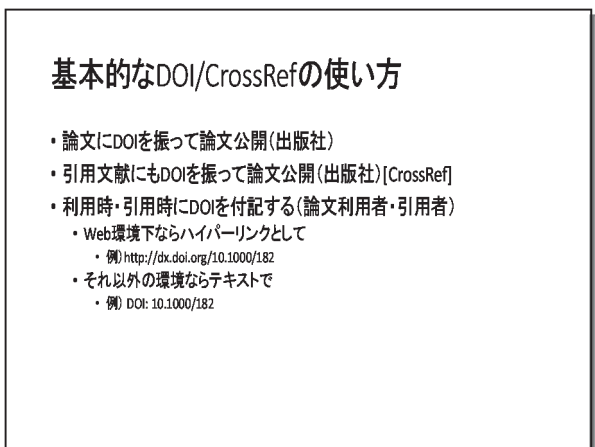 基本的なDOI/CrossRefの使い方
・論文にDOIを振って論文公開(出版社)
・引用文献にもDOIを振って論文公開(出版社)[CrossRef]
・利用時・引用時にDOIを付記する(論文利用者・引用者)
・Web環境下ならハイパーリンクとして
・例)http://dx.doi.org/10.1000/182
・それ以外の環境ならテキストで
・例) DOI: 10.1000/182